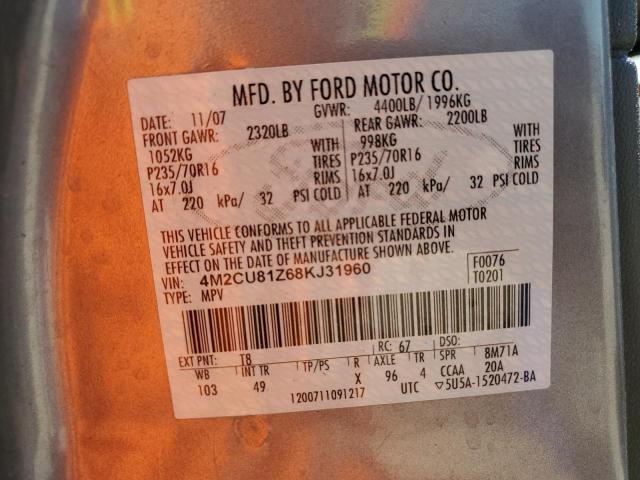 MFD. BY FORD MOTOR CO.
DATE: 11/07 GVWR: 4400LB/ 1996KG
FRONT GAWR: 2320LB REAR GAWR: 2200LB
1052KG WITH 998KG WITH
P235/70R16 TIRES P235/70R16 TIRES
16x7.0J RIMS 16x7.0J RIMS
AT 220 kPa/ 32 PSI COLD AT 220 kPa/ 32 PSI COLD
THIS VEHICLE CONFORMS TO ALL APPLICABLE FEDERAL MOTOR
VEHICLE SAFETY AND THEFT PREVENTION STANDARDS IN
EFFECT ON THE DATE OF MANUFACTURE SHOWN ABOVE.
VIN: 4M2CU81Z68KJ31960 F0076
TYPE: MPV T0201
EXT PNT: T8 RC: 67 DSO:
WB INT TR TP/PS R AXLE TR SPR 8M71A
103 49 X 96 4 CCAA 20A
1200711091217 UTC ▽5U5A-1520472-BA